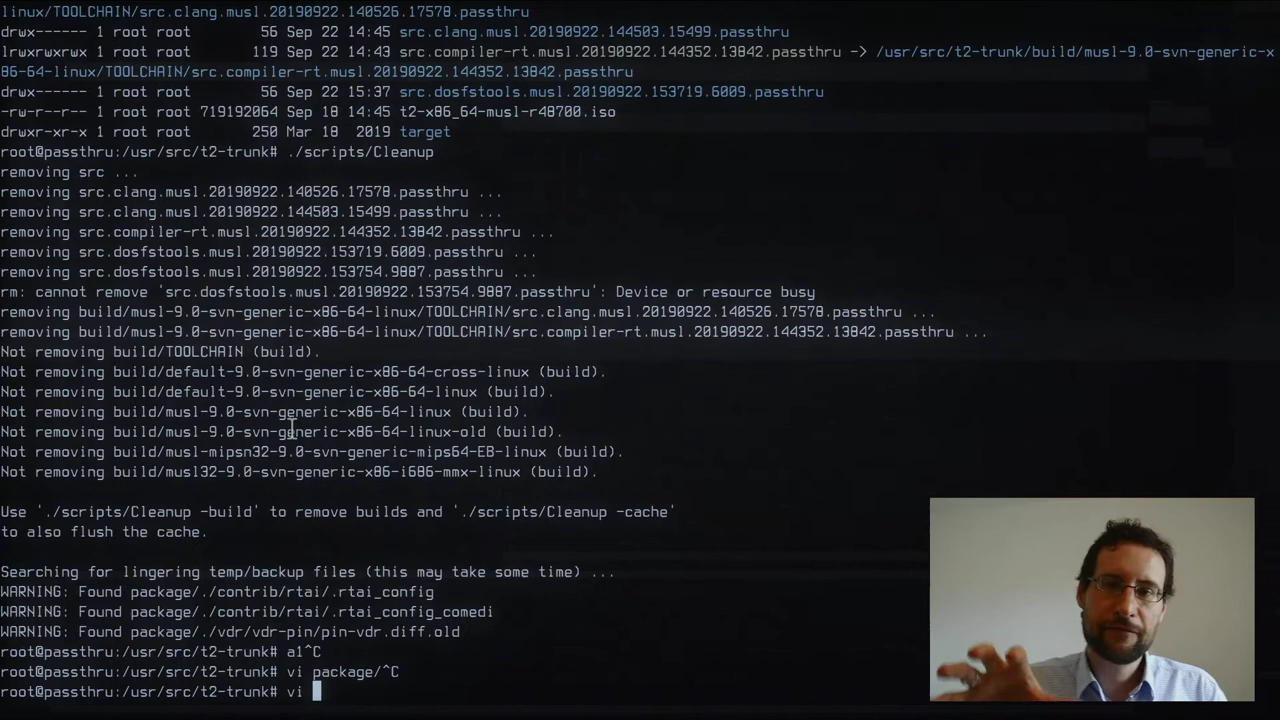 linux/TOOLCHAIN/src.clang.musl.20190922.140526.17578.passthru
drwx------ 1 root root        56 Sep 22 14:45 src.clang.musl.20190922.144503.15499.passthru
lrwxrwxrwx 1 root root       119 Sep 22 14:43 src.compiler-rt.musl.20190922.144352.13842.passthru -> /usr/src/t2-trunk/build/musl-9.0-svn-generic-x
86-64-linux/TOOLCHAIN/src.compiler-rt.musl.20190922.144352.13842.passthru
drwx------ 1 root root        56 Sep 22 15:37 src.dosfstools.musl.20190922.153719.6009.passthru
-rw-r--r-- 1 root root 719192064 Sep 18 14:45 t2-x86_64-musl-r48700.iso
drwxr-xr-x 1 root root       250 Mar 18  2019 target
root@passthru:/usr/src/t2-trunk# ./scripts/Cleanup
removing src ...
removing src.clang.musl.20190922.140526.17578.passthru ...
removing src.clang.musl.20190922.144503.15499.passthru ...
removing src.compiler-rt.musl.20190922.144352.13842.passthru ...
removing src.dosfstools.musl.20190922.153719.6009.passthru ...
removing src.dosfstools.musl.20190922.153754.9887.passthru ...
rm: cannot remove 'src.dosfstools.musl.20190922.153754.9887.passthru': Device or resource busy
removing build/musl-9.0-svn-generic-x86-64-linux/TOOLCHAIN/src.clang.musl.20190922.140526.17578.passthru ...
removing build/musl-9.0-svn-generic-x86-64-linux/TOOLCHAIN/src.compiler-rt.musl.20190922.144352.13842.passthru ...
Not removing build/TOOLCHAIN (build).
Not removing build/default-9.0-svn-generic-x86-64-cross-linux (build).
Not removing build/default-9.0-svn-generic-x86-64-linux (build).
Not removing build/musl-9.0-svn-generic-x86-64-linux (build).
Not removing build/musl-9.0-svn-generic-x86-64-linux-old (build).
Not removing build/musl-mipsn32-9.0-svn-generic-mips64-EB-linux (build).
Not removing build/musl32-9.0-svn-generic-x86-i686-mmx-linux (build).
Use './scripts/Cleanup -build' to remove builds and './scripts/Cleanup -cache'
to also flush the cache.
Searching for lingering temp/backup files (this may take some time) ...
WARNING: Found package/./contrib/rtai/.rtai_config
WARNING: Found package/./contrib/rtai/.rtai_config_comedi
WARNING: Found package/./vdr/vdr-pin/pin-vdr.diff.old
root@passthru:/usr/src/t2-trunk# a1^C
root@passthru:/usr/src/t2-trunk# vi package/^C
root@passthru:/usr/src/t2-trunk# vi